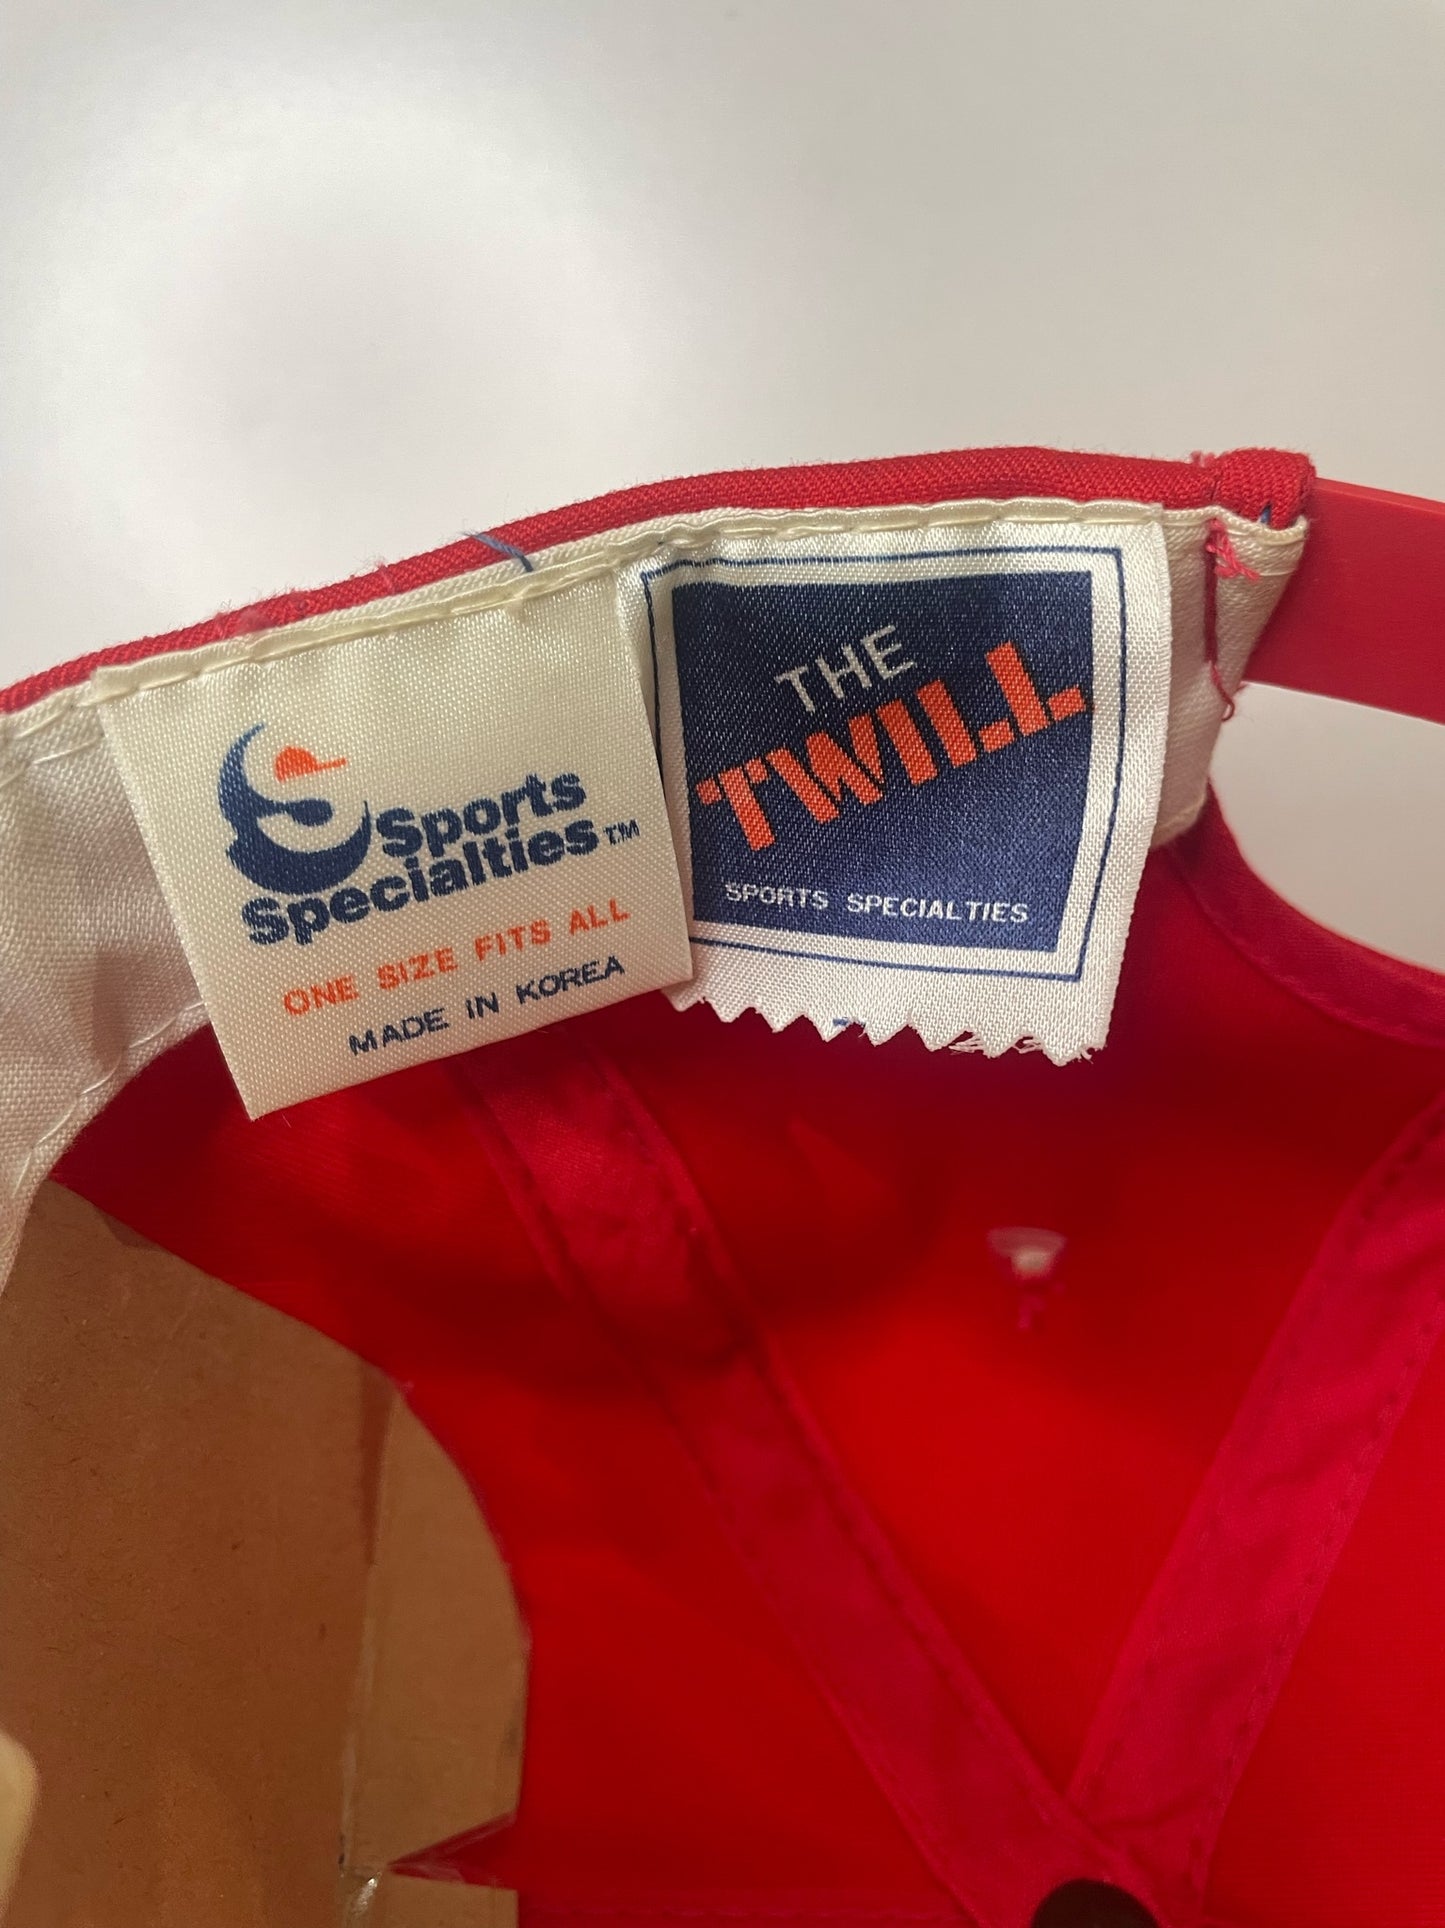 Sports
Specialties™
ONE SIZE FITS ALL
MADE IN KOREA
THE
TWILL
SPORTS SPECIALTIES